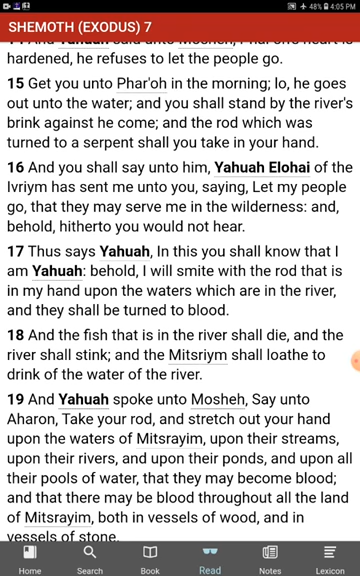 48% 4:05 PM
SHEMOTH (EXODUS) 7
hardened, he refuses to let the people go.
15 Get you unto Phar'oh in the morning; lo, he
goes out unto the water; and you shall stand by the river's
brink against he come; and the rod which was
turned to a serpent shall you take in your hand.
16 And you shall say unto him, Yahuah Elohai of the
Ivriym has sent me unto you, saying, Let my people
go, that they may serve me in the wilderness: and,
behold, hitherto you would not hear.
17 Thus says Yahuah, In this you shall know that I
am Yahuah: behold, I will smite with the rod that is
in my hand upon the waters which are in the river,
and they shall be turned to blood.
18 And the fish that is in the river shall die, and the
river shall stink; and the Mitsriym shall loathe to
drink of the water of the river.
19 And Yahuah spoke unto Mosheh, Say unto
Aharon, Take your rod, and stretch out your hand
upon the waters of Mitsrayim, upon their streams,
upon their rivers, and upon their ponds, and upon all
their pools of water, that they may become blood;
and that there may be blood throughout all the land
of Mitsrayim, both in vessels of wood, and in
vessels of stone.
Home Search Book Read Notes Lexicon